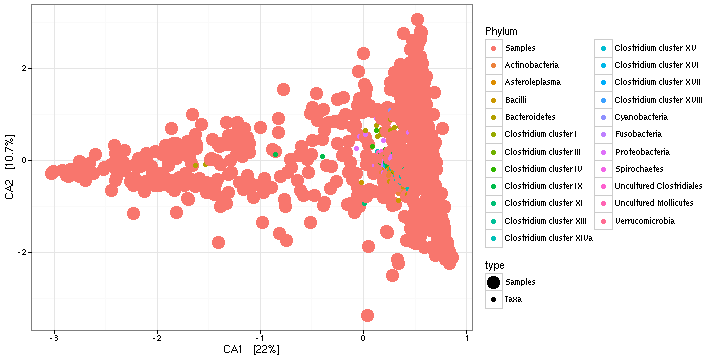 2
0
-2
-3
-2
-1
0
1
CA1 [22%]
CA2 [10.7%]
Phylum
Samples
Actinobacteria
Asteroleplasma
Bacilli
Bacteroidetes
Clostridium cluster I
Clostridium cluster III
Clostridium cluster IV
Clostridium cluster IX
Clostridium cluster XI
Clostridium cluster XIII
Clostridium cluster XIVa
Clostridium cluster XV
Clostridium cluster XVI
Clostridium cluster XVII
Clostridium cluster XVIII
Cyanobacteria
Fusobacteria
Proteobacteria
Spirochaetes
Uncultured Clostridiales
Uncultured Mollicutes
Verrucomicrobia
type
Samples
Taxa